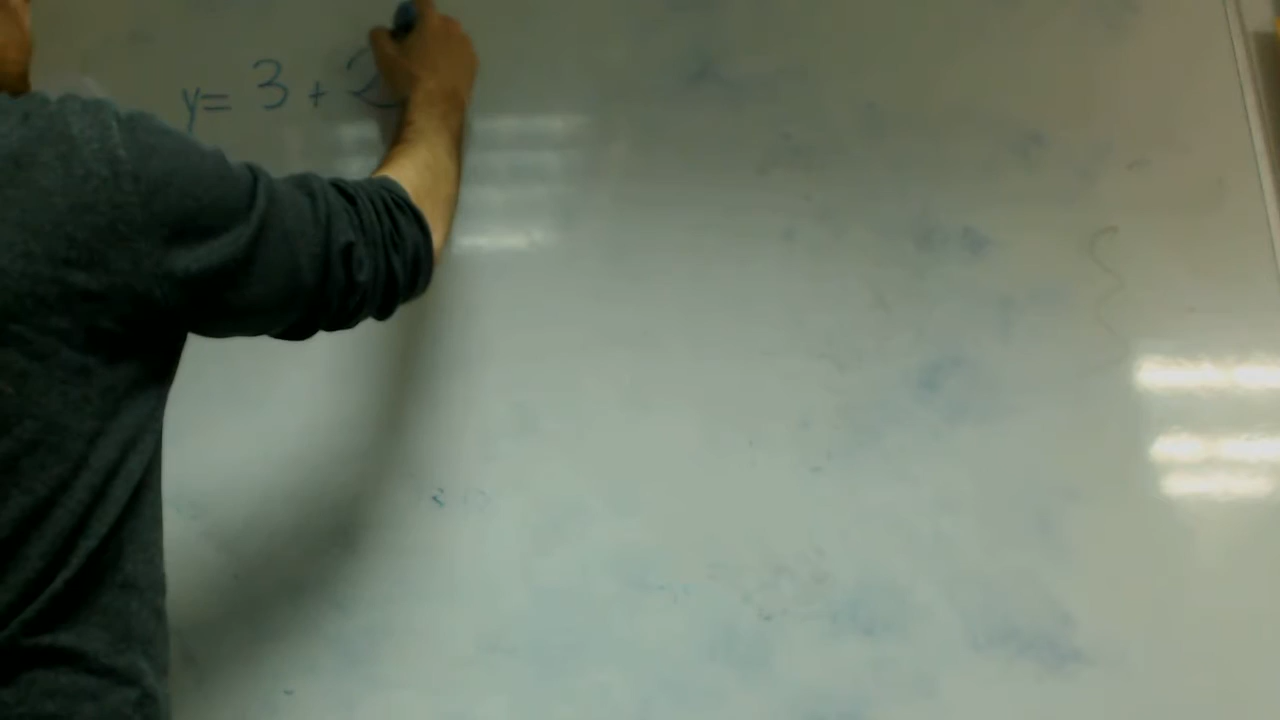 y = 3 + 2